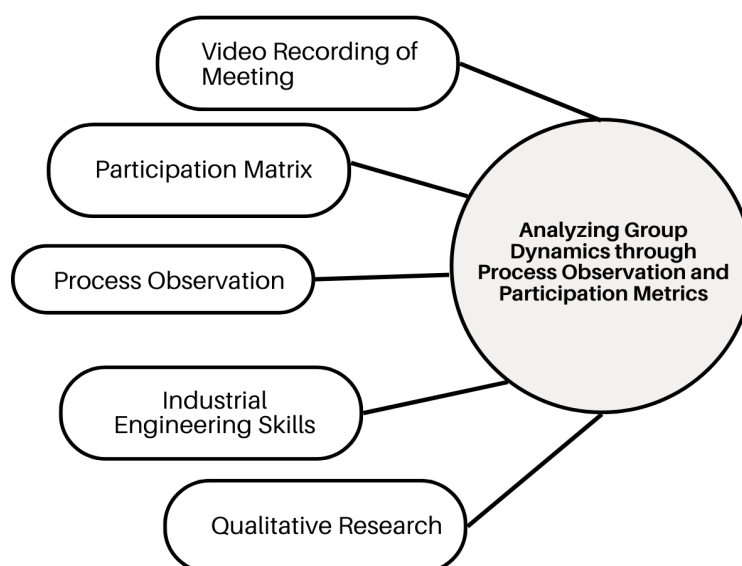 Video Recording of
Meeting
Participation Matrix
Process Observation
Industrial
Engineering Skills
Qualitative Research
Analyzing Group
Dynamics through
Process Observation and
Participation Metrics